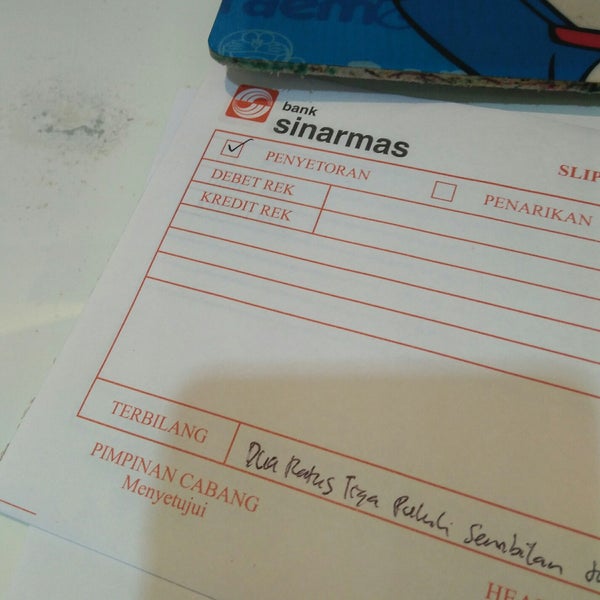 bank
sinarmas
SLIP
PENYETORAN
PENARIKAN
DEBET REK
KREDIT REK
TERBILANG
Dua Ratus Tiga Puluh Sembilan
PIMPINAN CABANG
Menyetujui